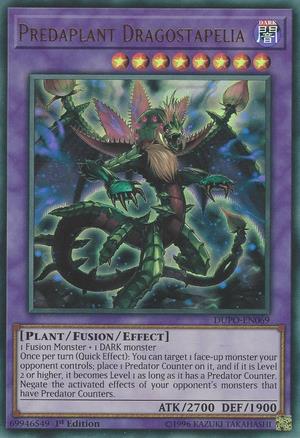 PREDAPLANT DRAGOSTAPELIA
DARK
闇
DUPO-EN069
[PLANT/FUSION/EFFECT]
1 Fusion Monster + 1 DARK monster
Once per turn (Quick Effect): You can target 1 face-up monster your
opponent controls; place 1 Predator Counter on it, and if it is Level
2 or higher, it becomes Level 1 as long as it has a Predator Counter.
Negate the activated effects of your opponent's monsters that
have Predator Counters.
ATK/2700 DEF/1900
69946549 1st Edition ©1996 KAZUKI TAKAHASHI